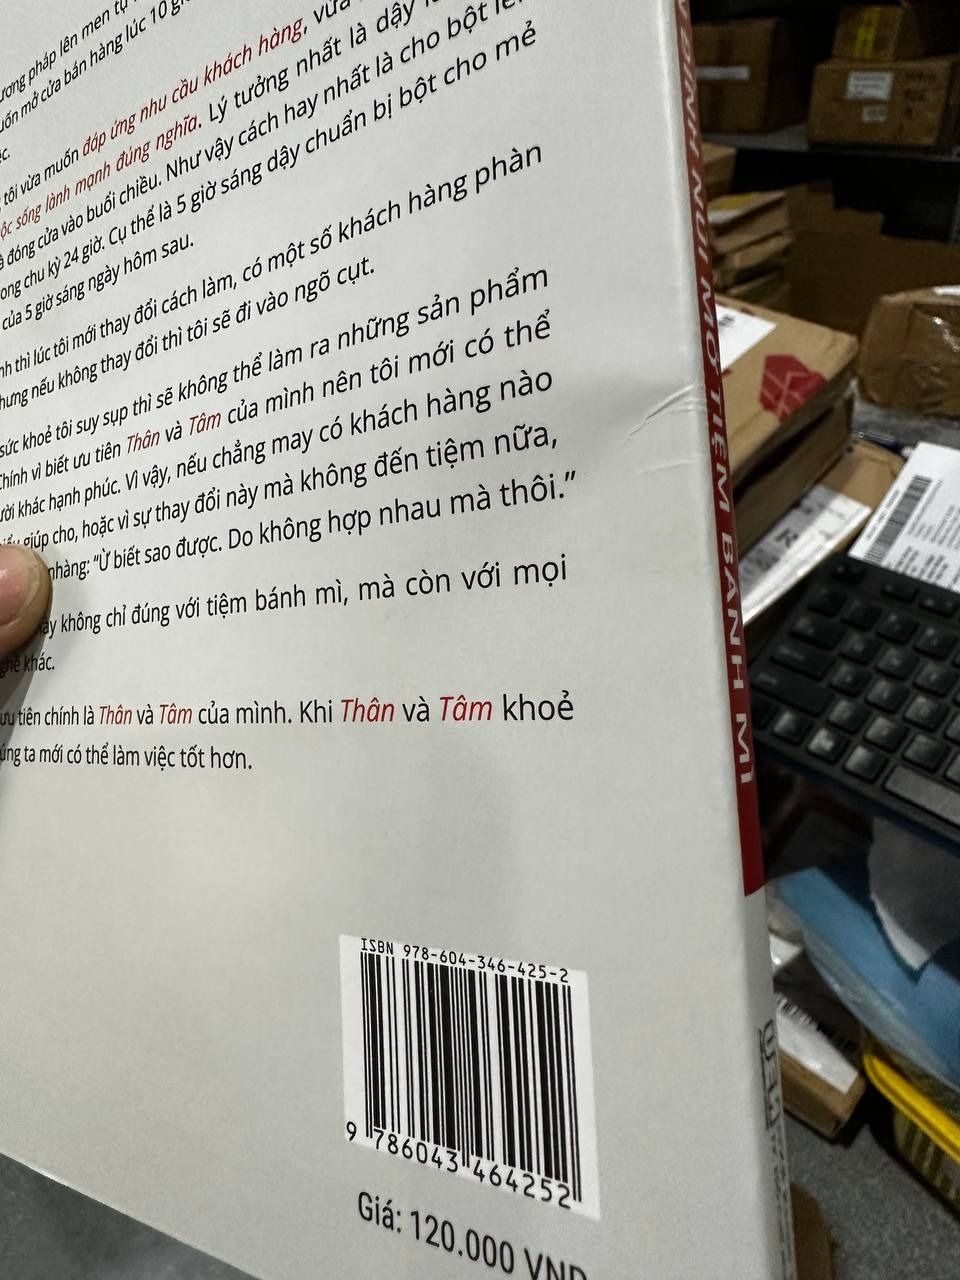 ương pháp lên men tự
uốn mở cửa bán hàng lúc 10
ệc.
tôi vừa muốn đáp ứng nhu cầu khách hàng, vừa
ộc sống lành mạnh đúng nghĩa. Lý tưởng nhất là dậy
à đóng cửa vào buổi chiều. Như vậy cách hay nhất là cho bột lên
ong chu kỳ 24 giờ. Cụ thể là 5 giờ sáng dậy chuẩn bị bột cho mẻ
của 5 giờ sáng ngày hôm sau.
nh thì lúc tôi mới thay đổi cách làm, có một số khách hàng phàn
hưng nếu không thay đổi thì tôi sẽ đi vào ngõ cụt.
sức khoẻ tôi suy sụp thì sẽ không thể làm ra những sản phẩm
Chính vì biết ưu tiên Thân và Tâm của mình nên tôi mới có thể
ười khác hạnh phúc. Vì vậy, nếu chẳng may có khách hàng nào
giúp cho, hoặc vì sự thay đổi này mà không đến tiệm nữa,
nhàng: “Ừ biết sao được. Do không hợp nhau mà thôi.”
ày không chỉ đúng với tiệm bánh mì, mà còn với mọi
nghề khác.
ưu tiên chính là Thân và Tâm của mình. Khi Thân và Tâm khoẻ
úng ta mới có thể làm việc tốt hơn.
ISBN 978-604-346-425-2
9 786043 464252
Giá: 120.000 VND
ĐỈNH NÚI MỞ TIỆM BÁNH MÌ